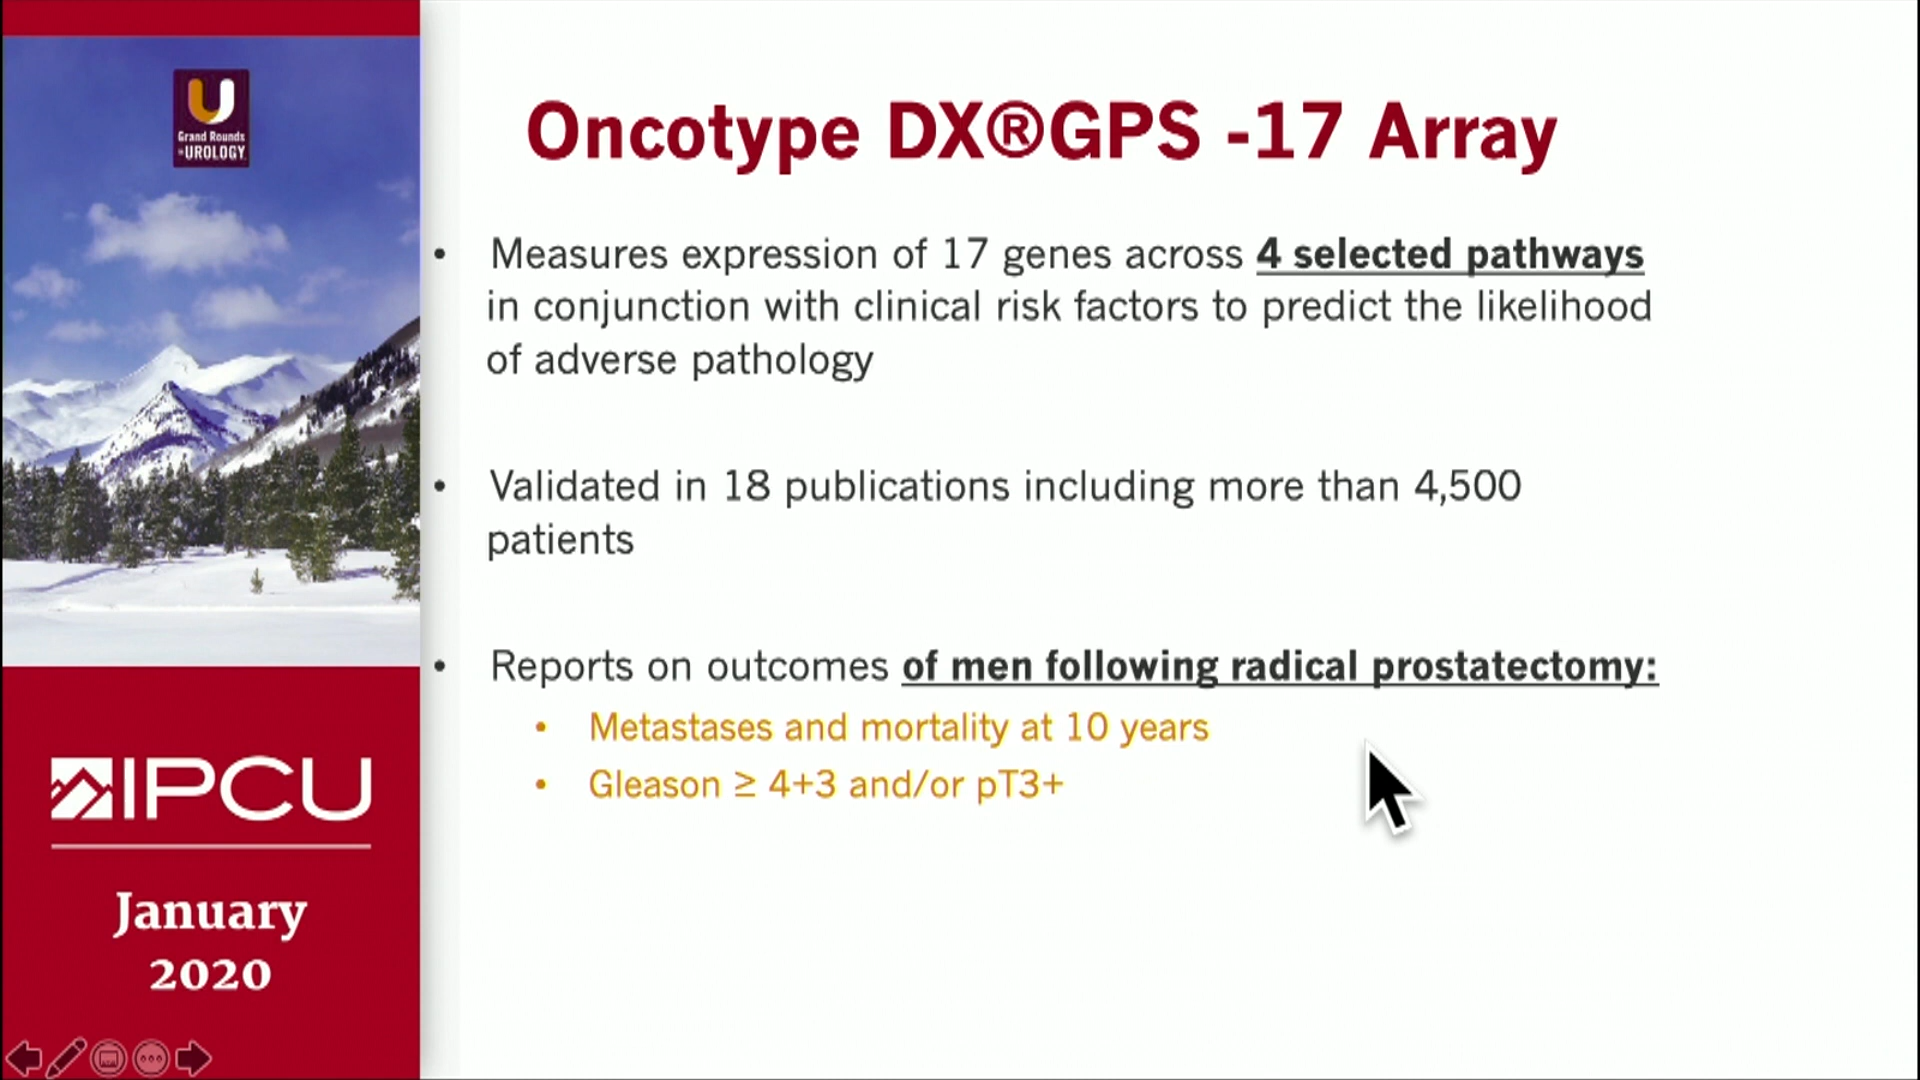 Grand Rounds
in UROLOGY
Oncotype DX®GPS -17 Array
• Measures expression of 17 genes across 4 selected pathways
in conjunction with clinical risk factors to predict the likelihood
of adverse pathology
• Validated in 18 publications including more than 4,500
patients
• Reports on outcomes of men following radical prostatectomy:
• Metastases and mortality at 10 years
• Gleason ≥ 4+3 and/or pT3+
IPCU
January
2020